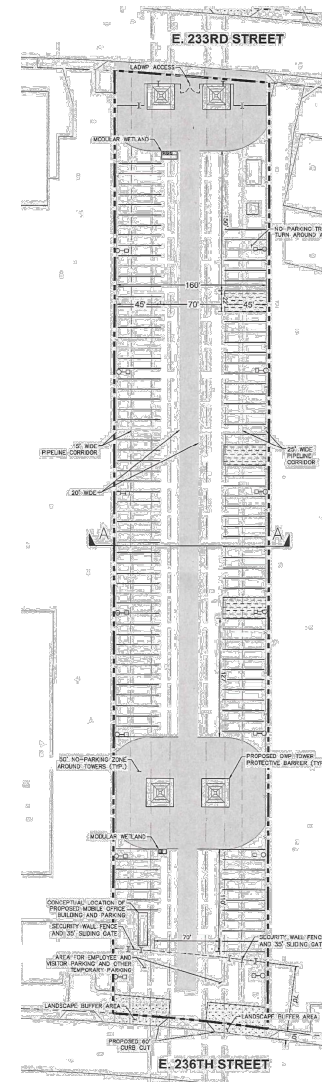 E. 233RD STREET
LADWP ACCESS
MODULAR WETLAND
NO-PARKING
TURN AROUND
160'
45' 70' 45'
15' WIDE
PIPELINE CORRIDOR
25' WIDE
PIPELINE
CORRIDOR
20' WIDE
A A
50' NO-PARKING ZONE
AROUND TOWERS (TYP.)
PROPOSED DWP TOWER
PROTECTIVE BARRIER (TYP
MODULAR WETLAND
CONCEPTUAL LOCATION OF
PROPOSED MOBILE OFFICE
BUILDING AND PARKING
SECURITY WALL FENCE
AND 35' SLIDING GATE
70'
SECURITY WALL FENC
AND 35' SLIDING GAT
AREA FOR EMPLOYEE AND
VISITOR PARKING AND OTHER
TEMPORARY PARKING
LANDSCAPE BUFFER AREA
LANDSCAPE BUFFER AREA
PROPOSED 60'
CURB CUT
E. 236TH STREET